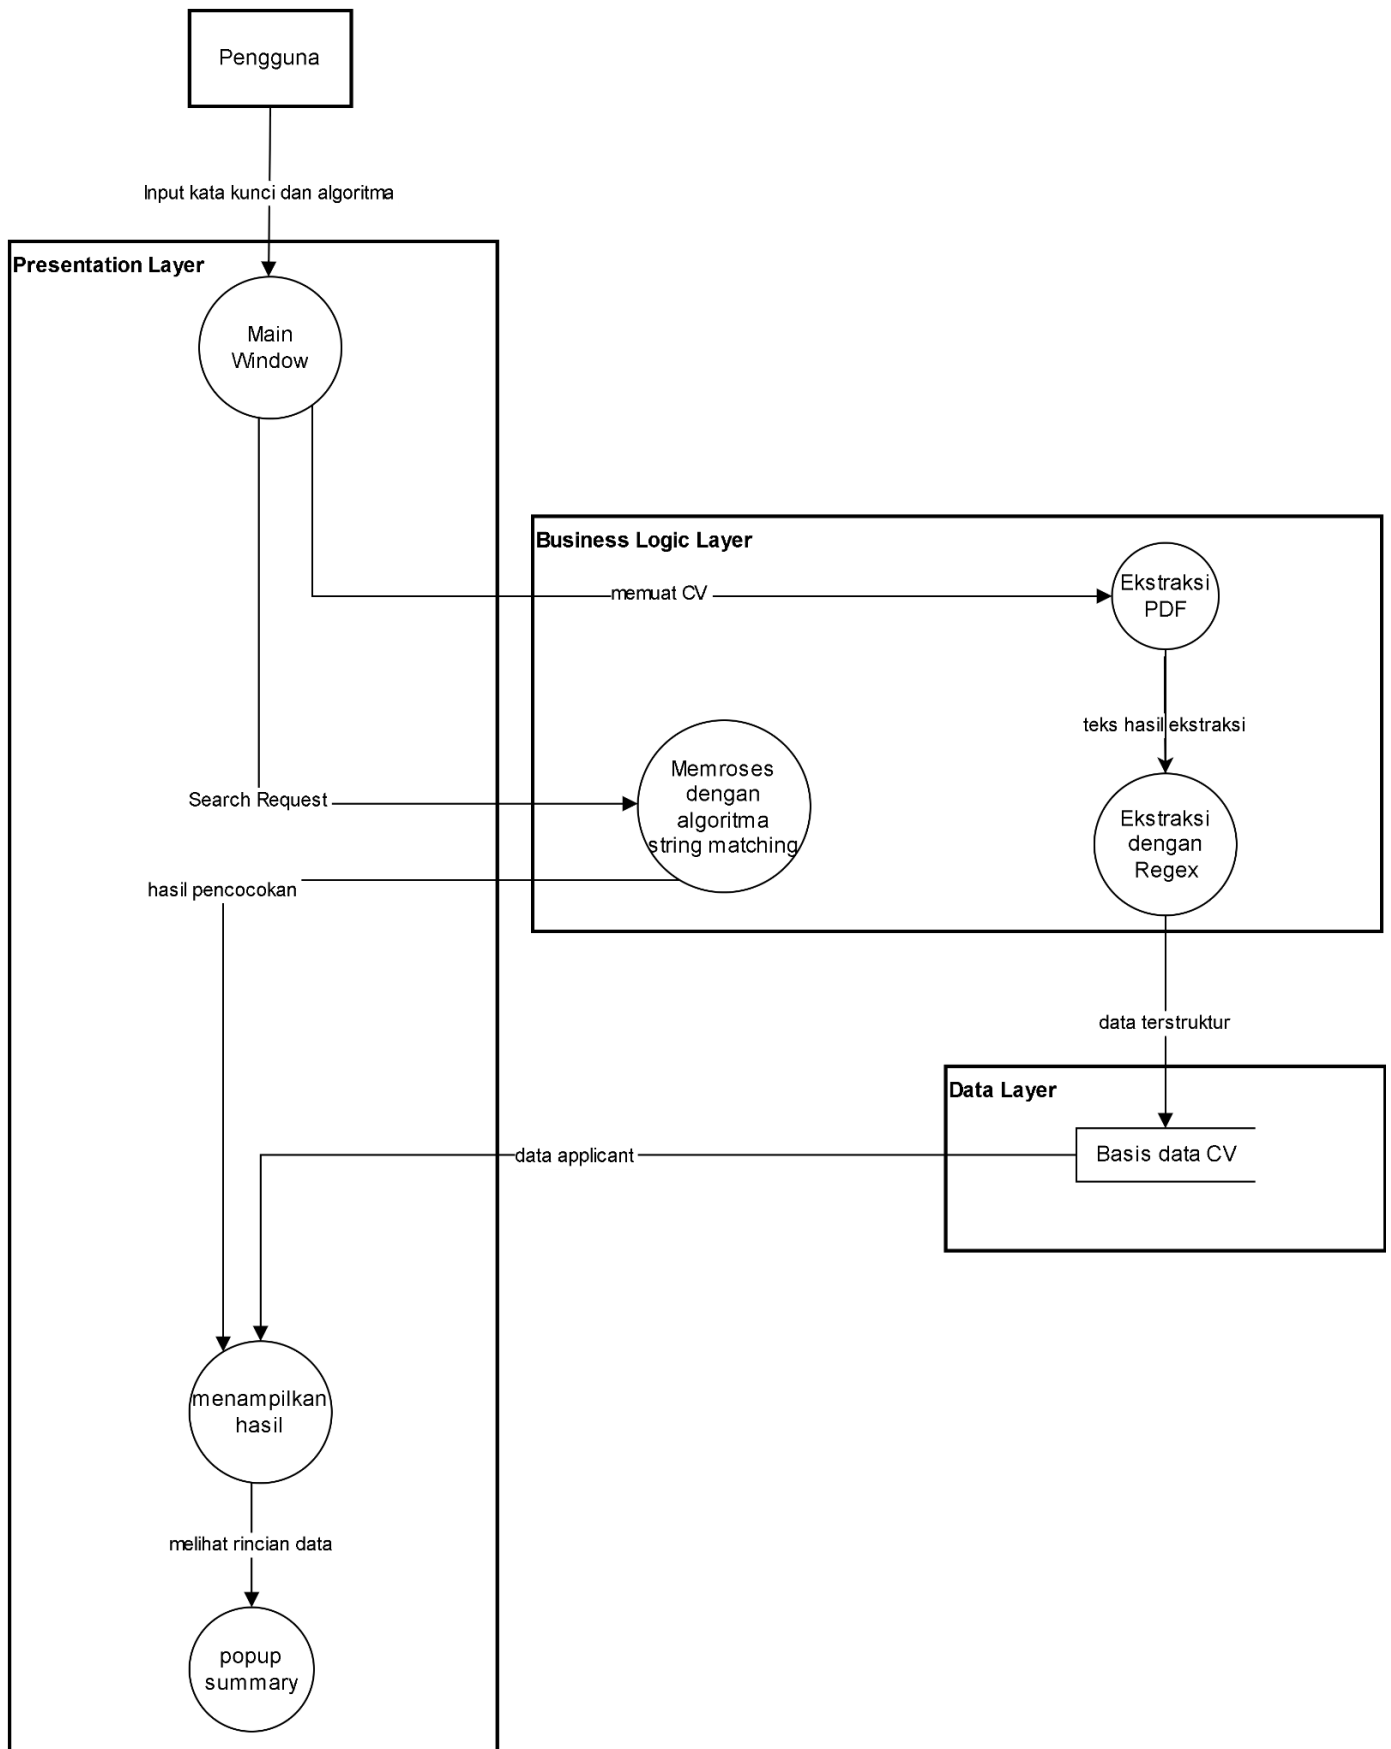 Pengguna
Input kata kunci dan algoritma
Presentation Layer
Main
Window
Business Logic Layer
memuat CV
Ekstraksi
PDF
teks hasil ekstraksi
Search Request
Memroses
dengan
algoritma
string matching
Ekstraksi
dengan
Regex
hasil pencocokan
data terstruktur
Data Layer
data applicant
Basis data CV
menampilkan
hasil
melihat rincian data
popup
summary